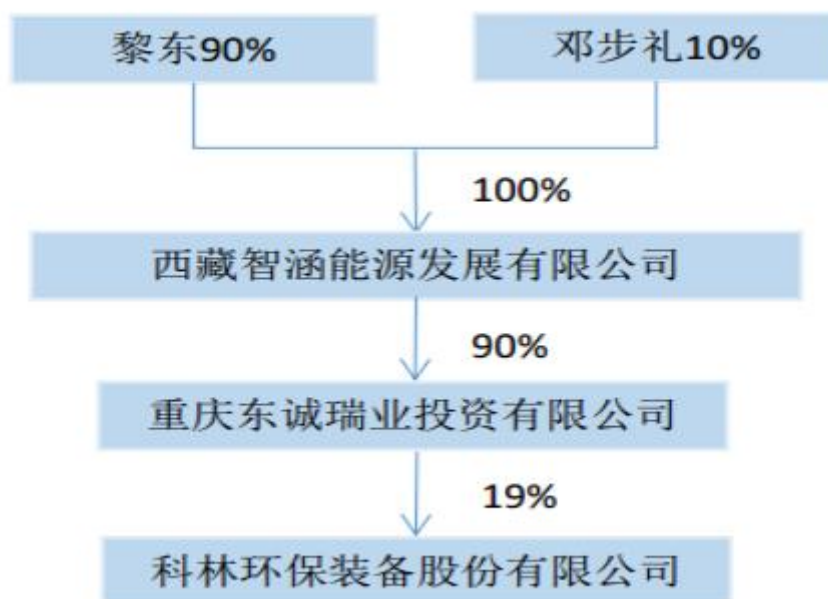 黎东90%
邓步礼10%
100%
西藏智涵能源发展有限公司
90%
重庆东诚瑞业投资有限公司
19%
科林环保装备股份有限公司